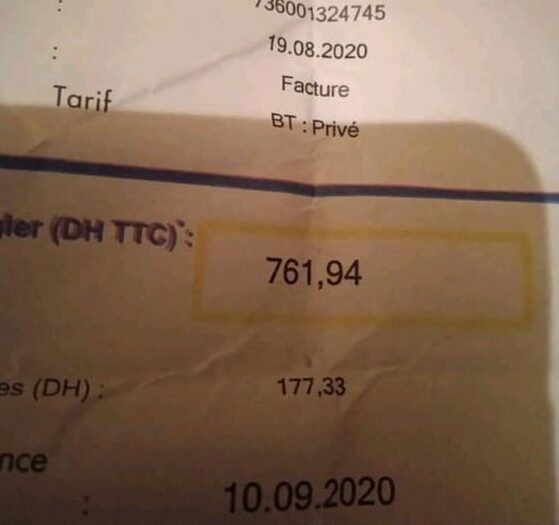 : 736001324745
: 19.08.2020
Facture
Tarif BT : Privé
gler (DH TTC)*: 761,94
es (DH) : 177,33
nce
: 10.09.2020